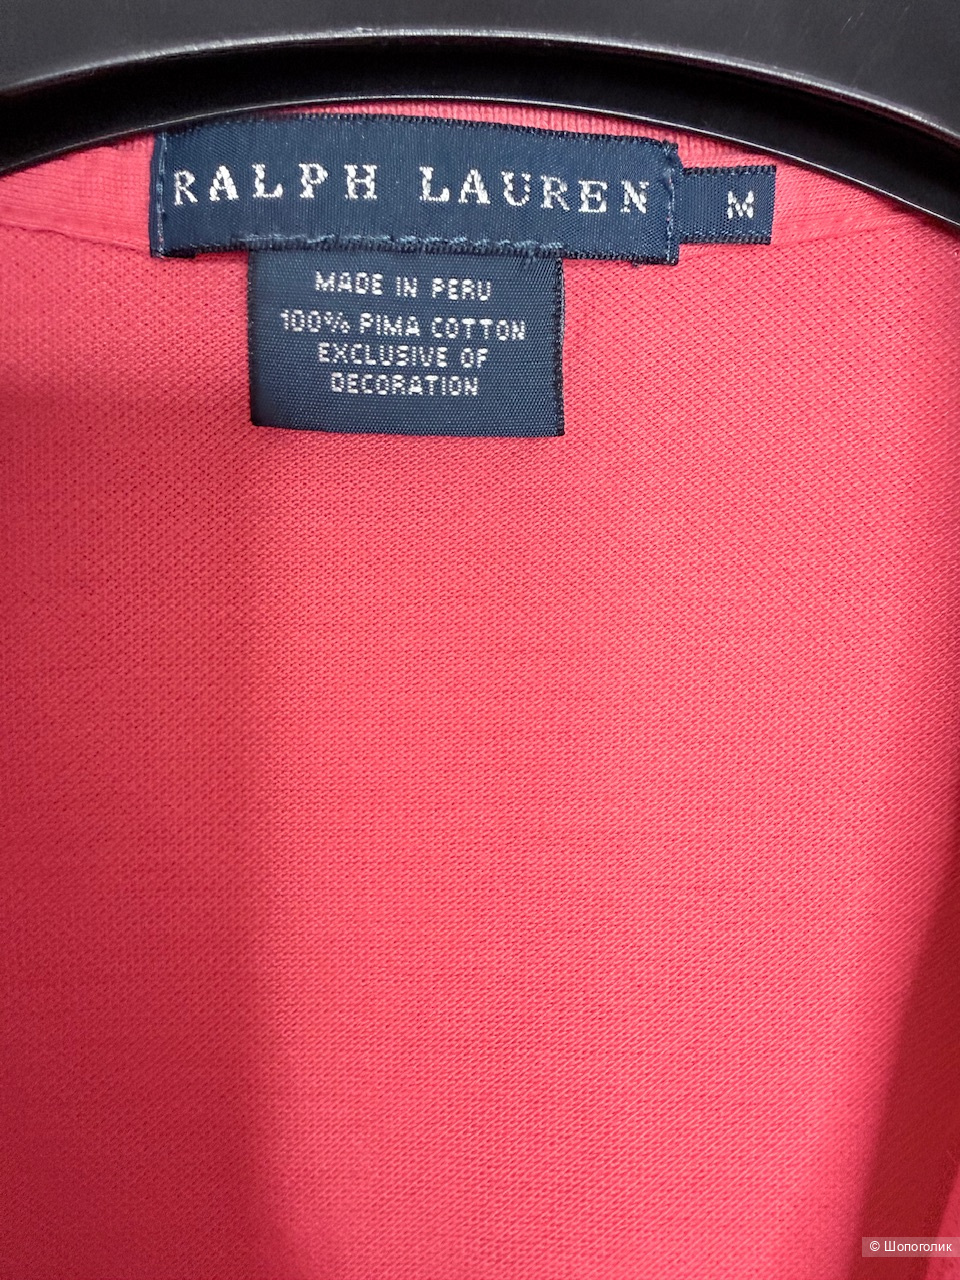 RALPH LAUREN
M
MADE IN PERU
100% PIMA COTTON
EXCLUSIVE OF
DECORATION
© Шопоголик